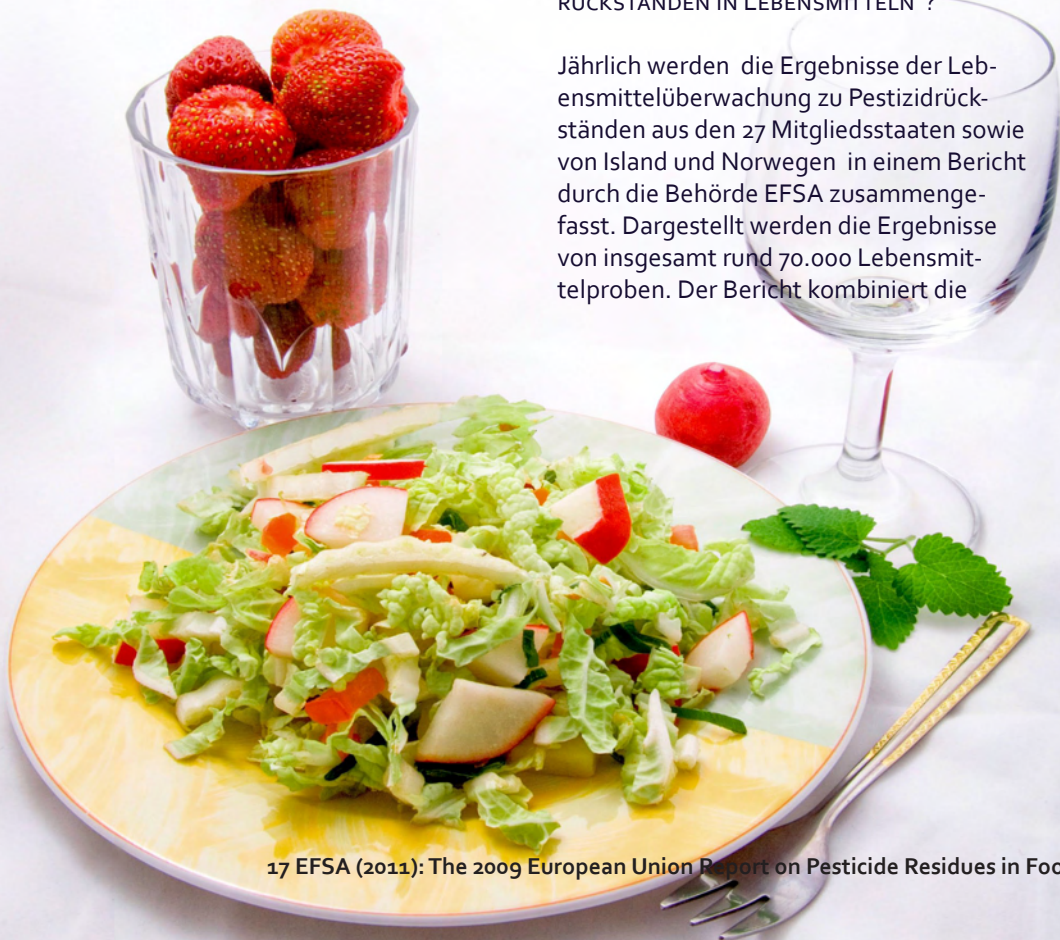 RÜCKSTÄNDEN IN LEBENSMITTELN ?
Jährlich werden die Ergebnisse der Leb-
ensmittelüberwachung zu Pestizidrück-
ständen aus den 27 Mitgliedsstaaten sowie
von Island und Norwegen in einem Bericht
durch die Behörde EFSA zusammenge-
fasst. Dargestellt werden die Ergebnisse
von insgesamt rund 70.000 Lebensmit-
telproben. Der Bericht kombiniert die
17 EFSA (2011): The 2009 European Union Report on Pesticide Residues in Foo